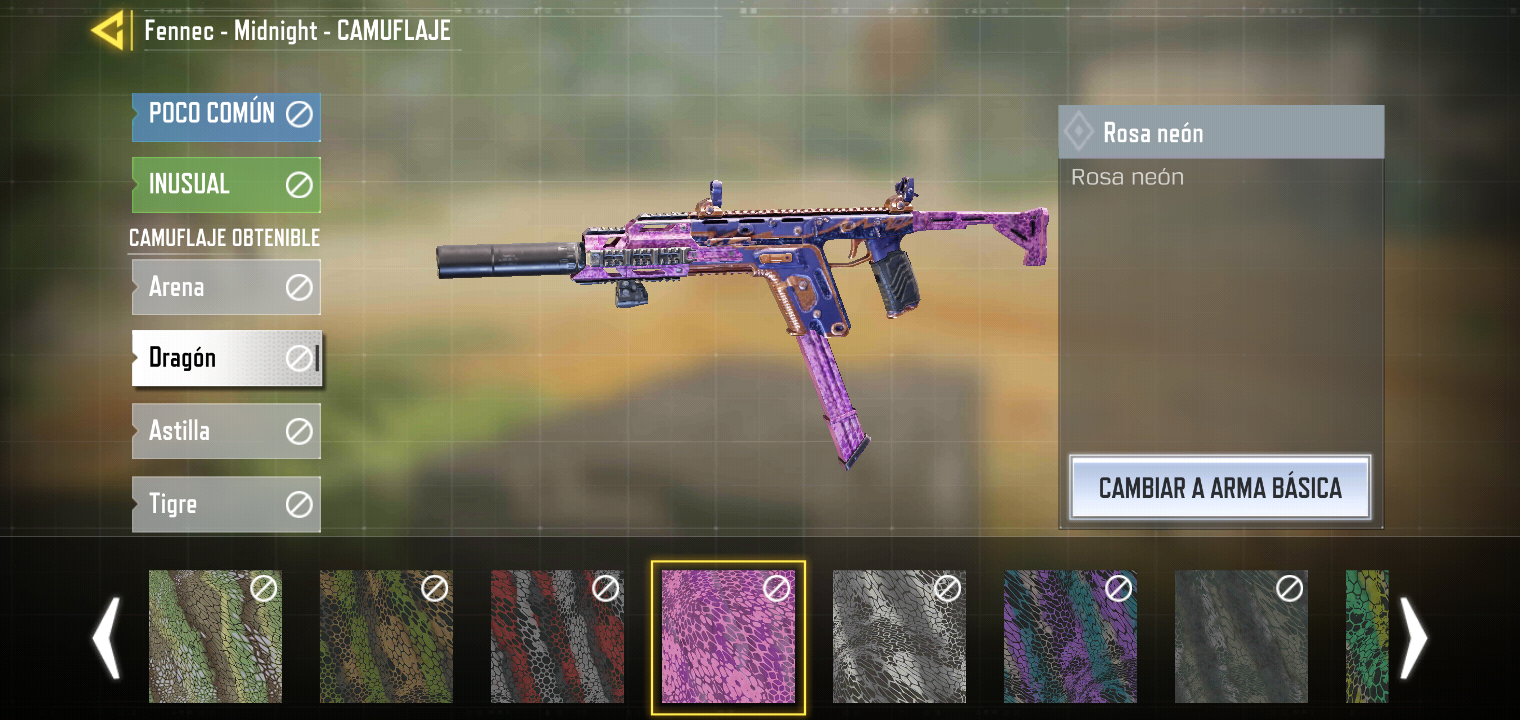 Fennec - Midnight - CAMUFLAJE
POCO COMÚN
INUSUAL
CAMUFLAJE OBTENIBLE
Arena
Dragón
Astilla
Tigre
Rosa neón
Rosa neón
CAMBIAR A ARMA BÁSICA